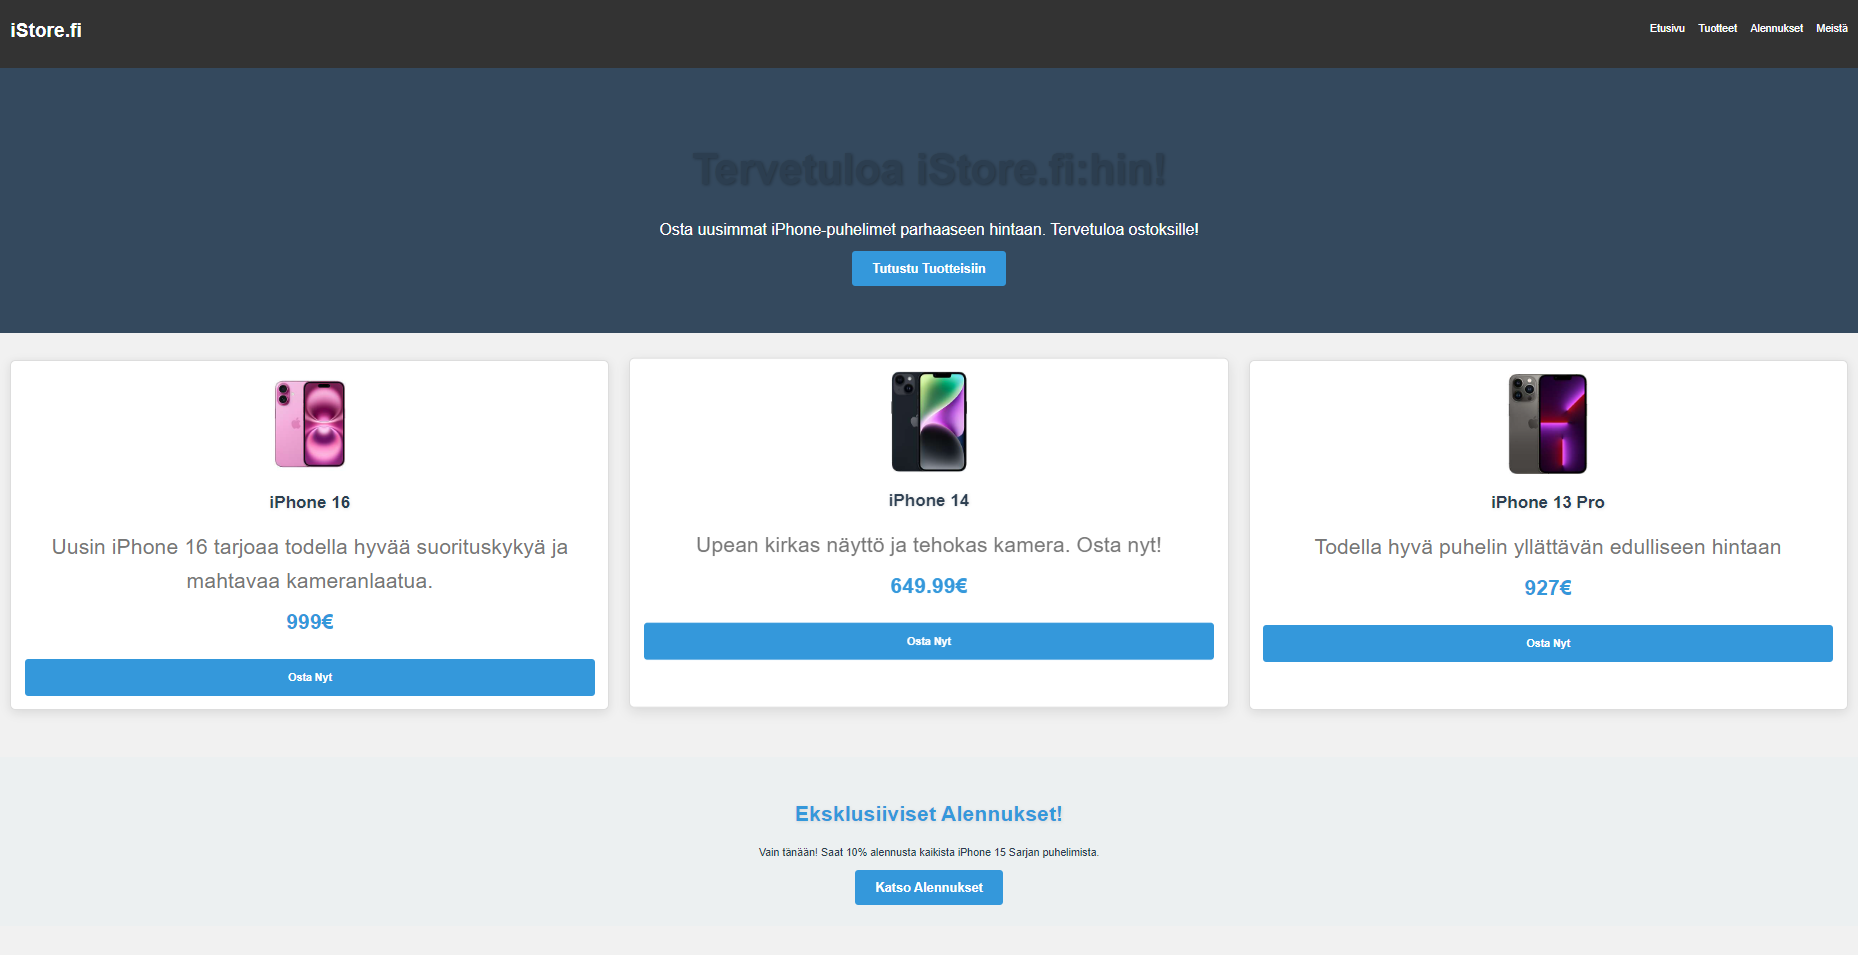 iStore.fi
Etusivu Tuotteet Alennukset Meistä
Tervetuloa iStore.fi:hin!
Osta uusimmat iPhone-puhelimet parhaaseen hintaan. Tervetuloa ostoksille!
Tutustu Tuotteisiin
iPhone 16
Uusin iPhone 16 tarjoaa todella hyvää suorituskykyä ja
mahtavaa kameranlaatua.
999€
Osta Nyt
iPhone 14
Upean kirkas näyttö ja tehokas kamera. Osta nyt!
649.99€
Osta Nyt
iPhone 13 Pro
Todella hyvä puhelin yllättävän edulliseen hintaan
927€
Osta Nyt
Eksklusiiviset Alennukset!
Vain tänään! Saat 10% alennusta kaikista iPhone 15 Sarjan puhelimista.
Katso Alennukset